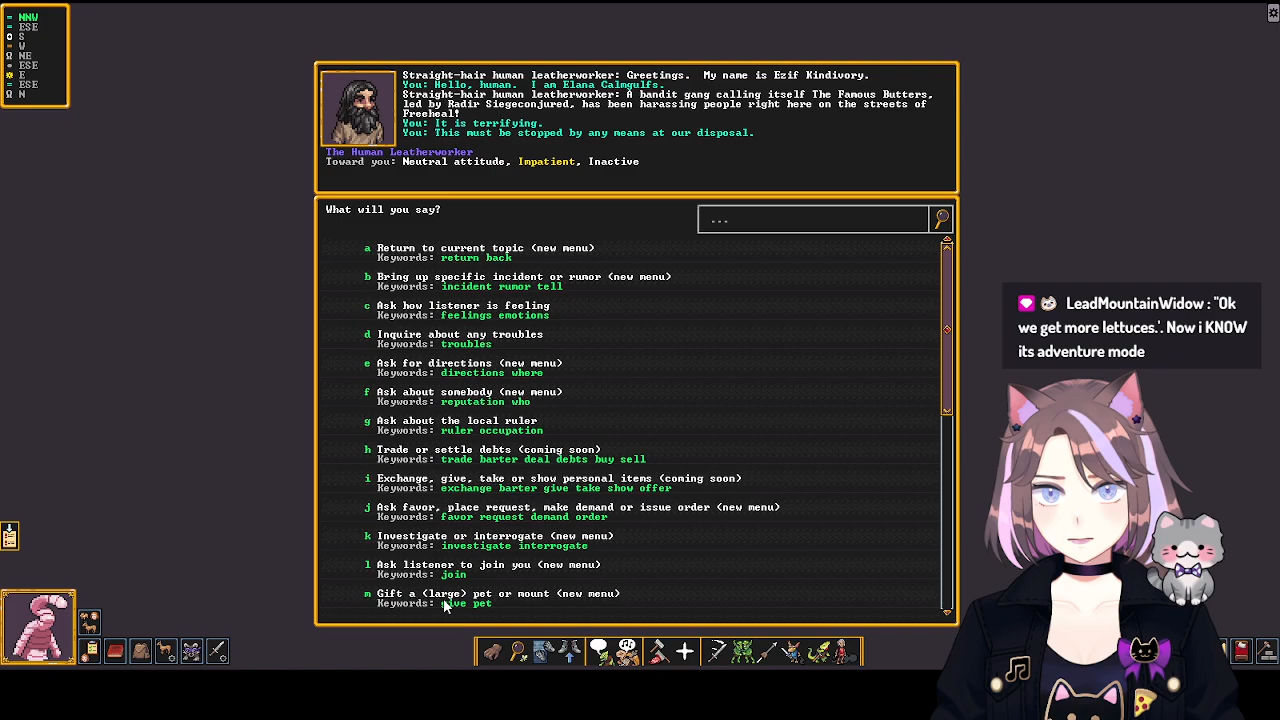 NNW
ESE
S
W
NE
ESE
E
ESE
N
Straight-hair human leatherworker: Greetings.  My name is Ezif Kindivory.
You: Hello, human.  I am Elana Calmgulfs.
Straight-hair human leatherworker: A bandit gang calling itself The Famous Butters,
led by Radir Siegeconjured, has been harassing people right here on the streets of
Freeheal!
You: It is terrifying.
You: This must be stopped by any means at our disposal.
The Human Leatherworker
Toward you: Neutral attitude, Impatient, Inactive
What will you say?
...
a Return to current topic (new menu)
Keywords: return back
b Bring up specific incident or rumor (new menu)
Keywords: incident rumor tell
c Ask how listener is feeling
Keywords: feelings emotions
d Inquire about any troubles
Keywords: troubles
e Ask for directions (new menu)
Keywords: directions where
f Ask about somebody (new menu)
Keywords: reputation who
g Ask about the local ruler
Keywords: ruler occupation
h Trade or settle debts (coming soon)
Keywords: trade barter deal debts buy sell
i Exchange, give, take or show personal items (coming soon)
Keywords: exchange barter give take show offer
j Ask favor, place request, make demand or issue order (new menu)
Keywords: favor request demand order
k Investigate or interrogate (new menu)
Keywords: investigate interrogate
l Ask listener to join you (new menu)
Keywords: join
m Gift a (large) pet or mount (new menu)
Keywords: give pet
LeadMountainWidow : "Ok
we get more lettuces.'. Now i KNOW
its adventure mode